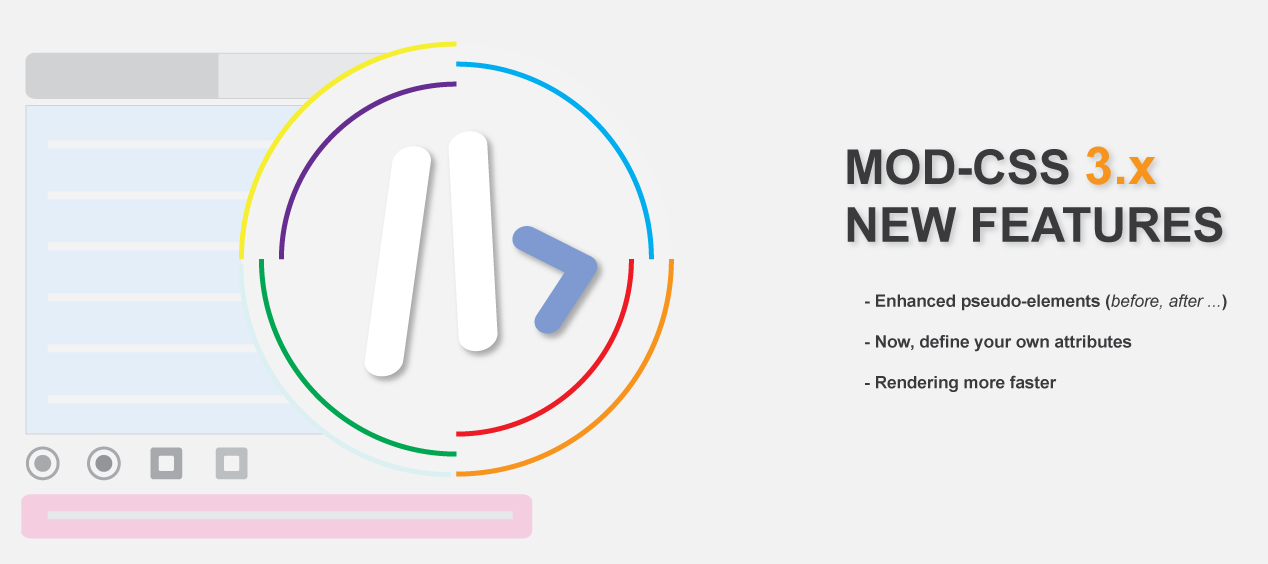 MOD-CSS 3.x
NEW FEATURES
- Enhanced pseudo-elements (before, after ...)
- Now, define your own attributes
- Rendering more faster